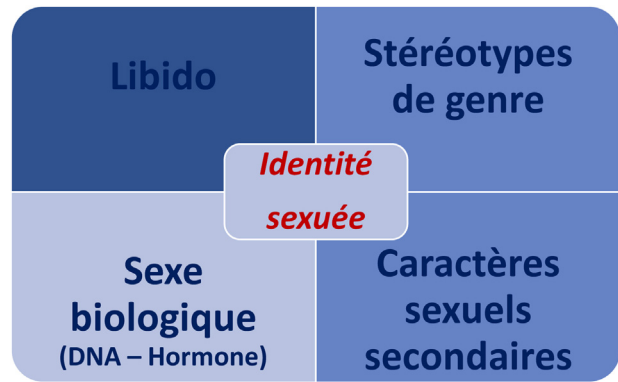 Libido
Stéréotypes
de genre
Identité
sexuée
Sexe
biologique
(DNA – Hormone)
Caractères
sexuels
secondaires